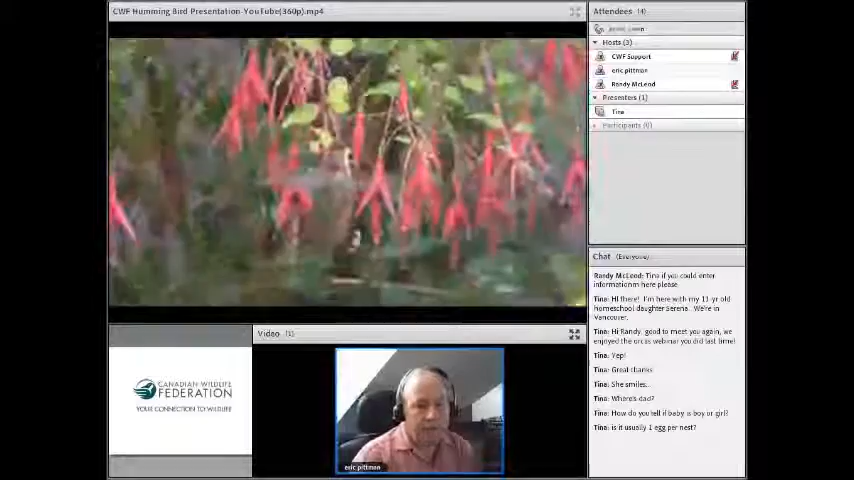 CWF Humming Bird Presentation-YouTube(360p).mp4
Attendees (4)
Hosts (3)
CWF Support
eric pittman
Randy McLeod
Presenters (1)
Tina
Participants (0)
Chat (Everyone)
Randy McLeod: Tina if you could enter
informationm here please
Tina: Hi there! I'm here with my 11-yr old
homeschool daughter Serena. We're in
Vancouver.
Tina: Hi Randy, good to meet you again, we
enjoyed the orcas webinar you did last time!
Tina: Yep!
Tina: Great thanks
Tina: She smiles...
Tina: Where's dad?
Tina: How do you tell if baby is boy or girl?
Tina: is it usually 1 egg per nest?
Video (1)
CANADIAN WILDLIFE
FEDERATION
YOUR CONNECTION TO WILDLIFE
eric pittman